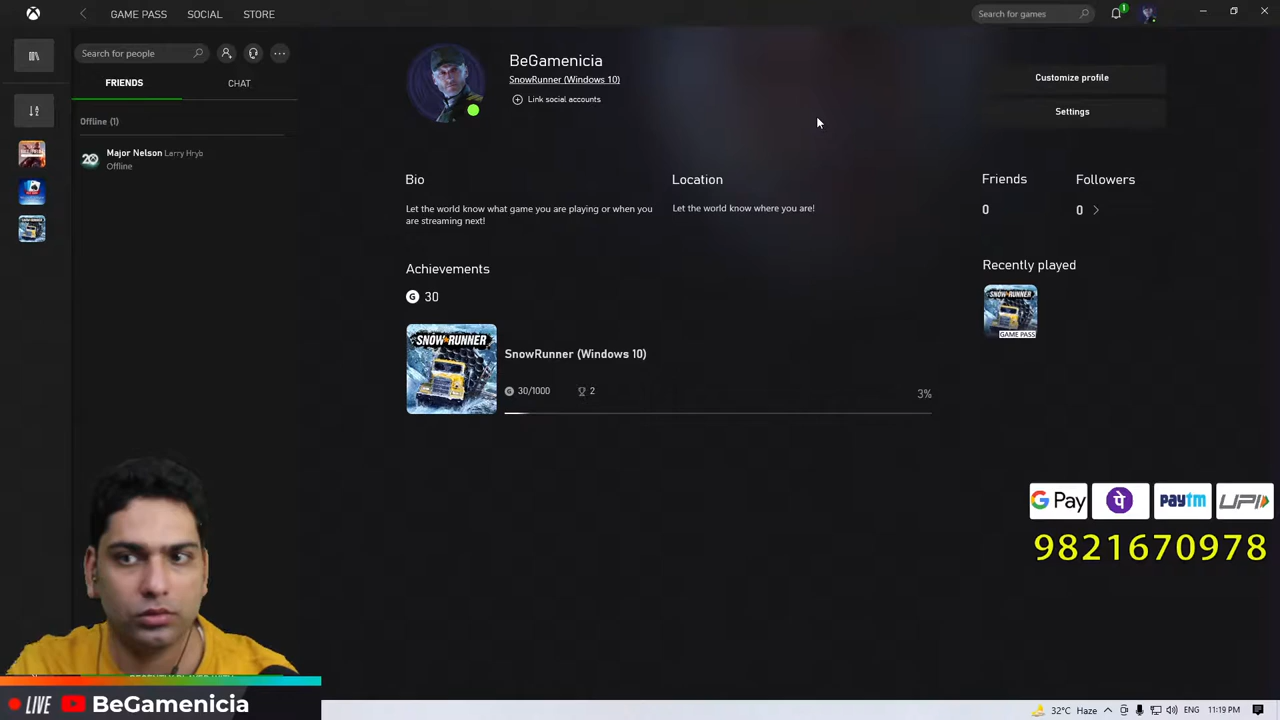 GAME PASS SOCIAL STORE
Search for games
1
Search for people
FRIENDS CHAT
Offline (1)
Major Nelson Larry Hryb
Offline
BeGamenicia
SnowRunner (Windows 10)
Link social accounts
Customize profile
Settings
Bio
Let the world know what game you are playing or when you
are streaming next!
Location
Let the world know where you are!
Friends Followers
0 0
Achievements
G 30
SNOWRUNNER
SnowRunner (Windows 10)
G 30/1000 2
3%
Recently played
SNOWRUNNER
GAME PASS
G Pay पे paytm UPI
9821670978
LIVE BeGamenicia
32°C Haze ENG 11:19 PM